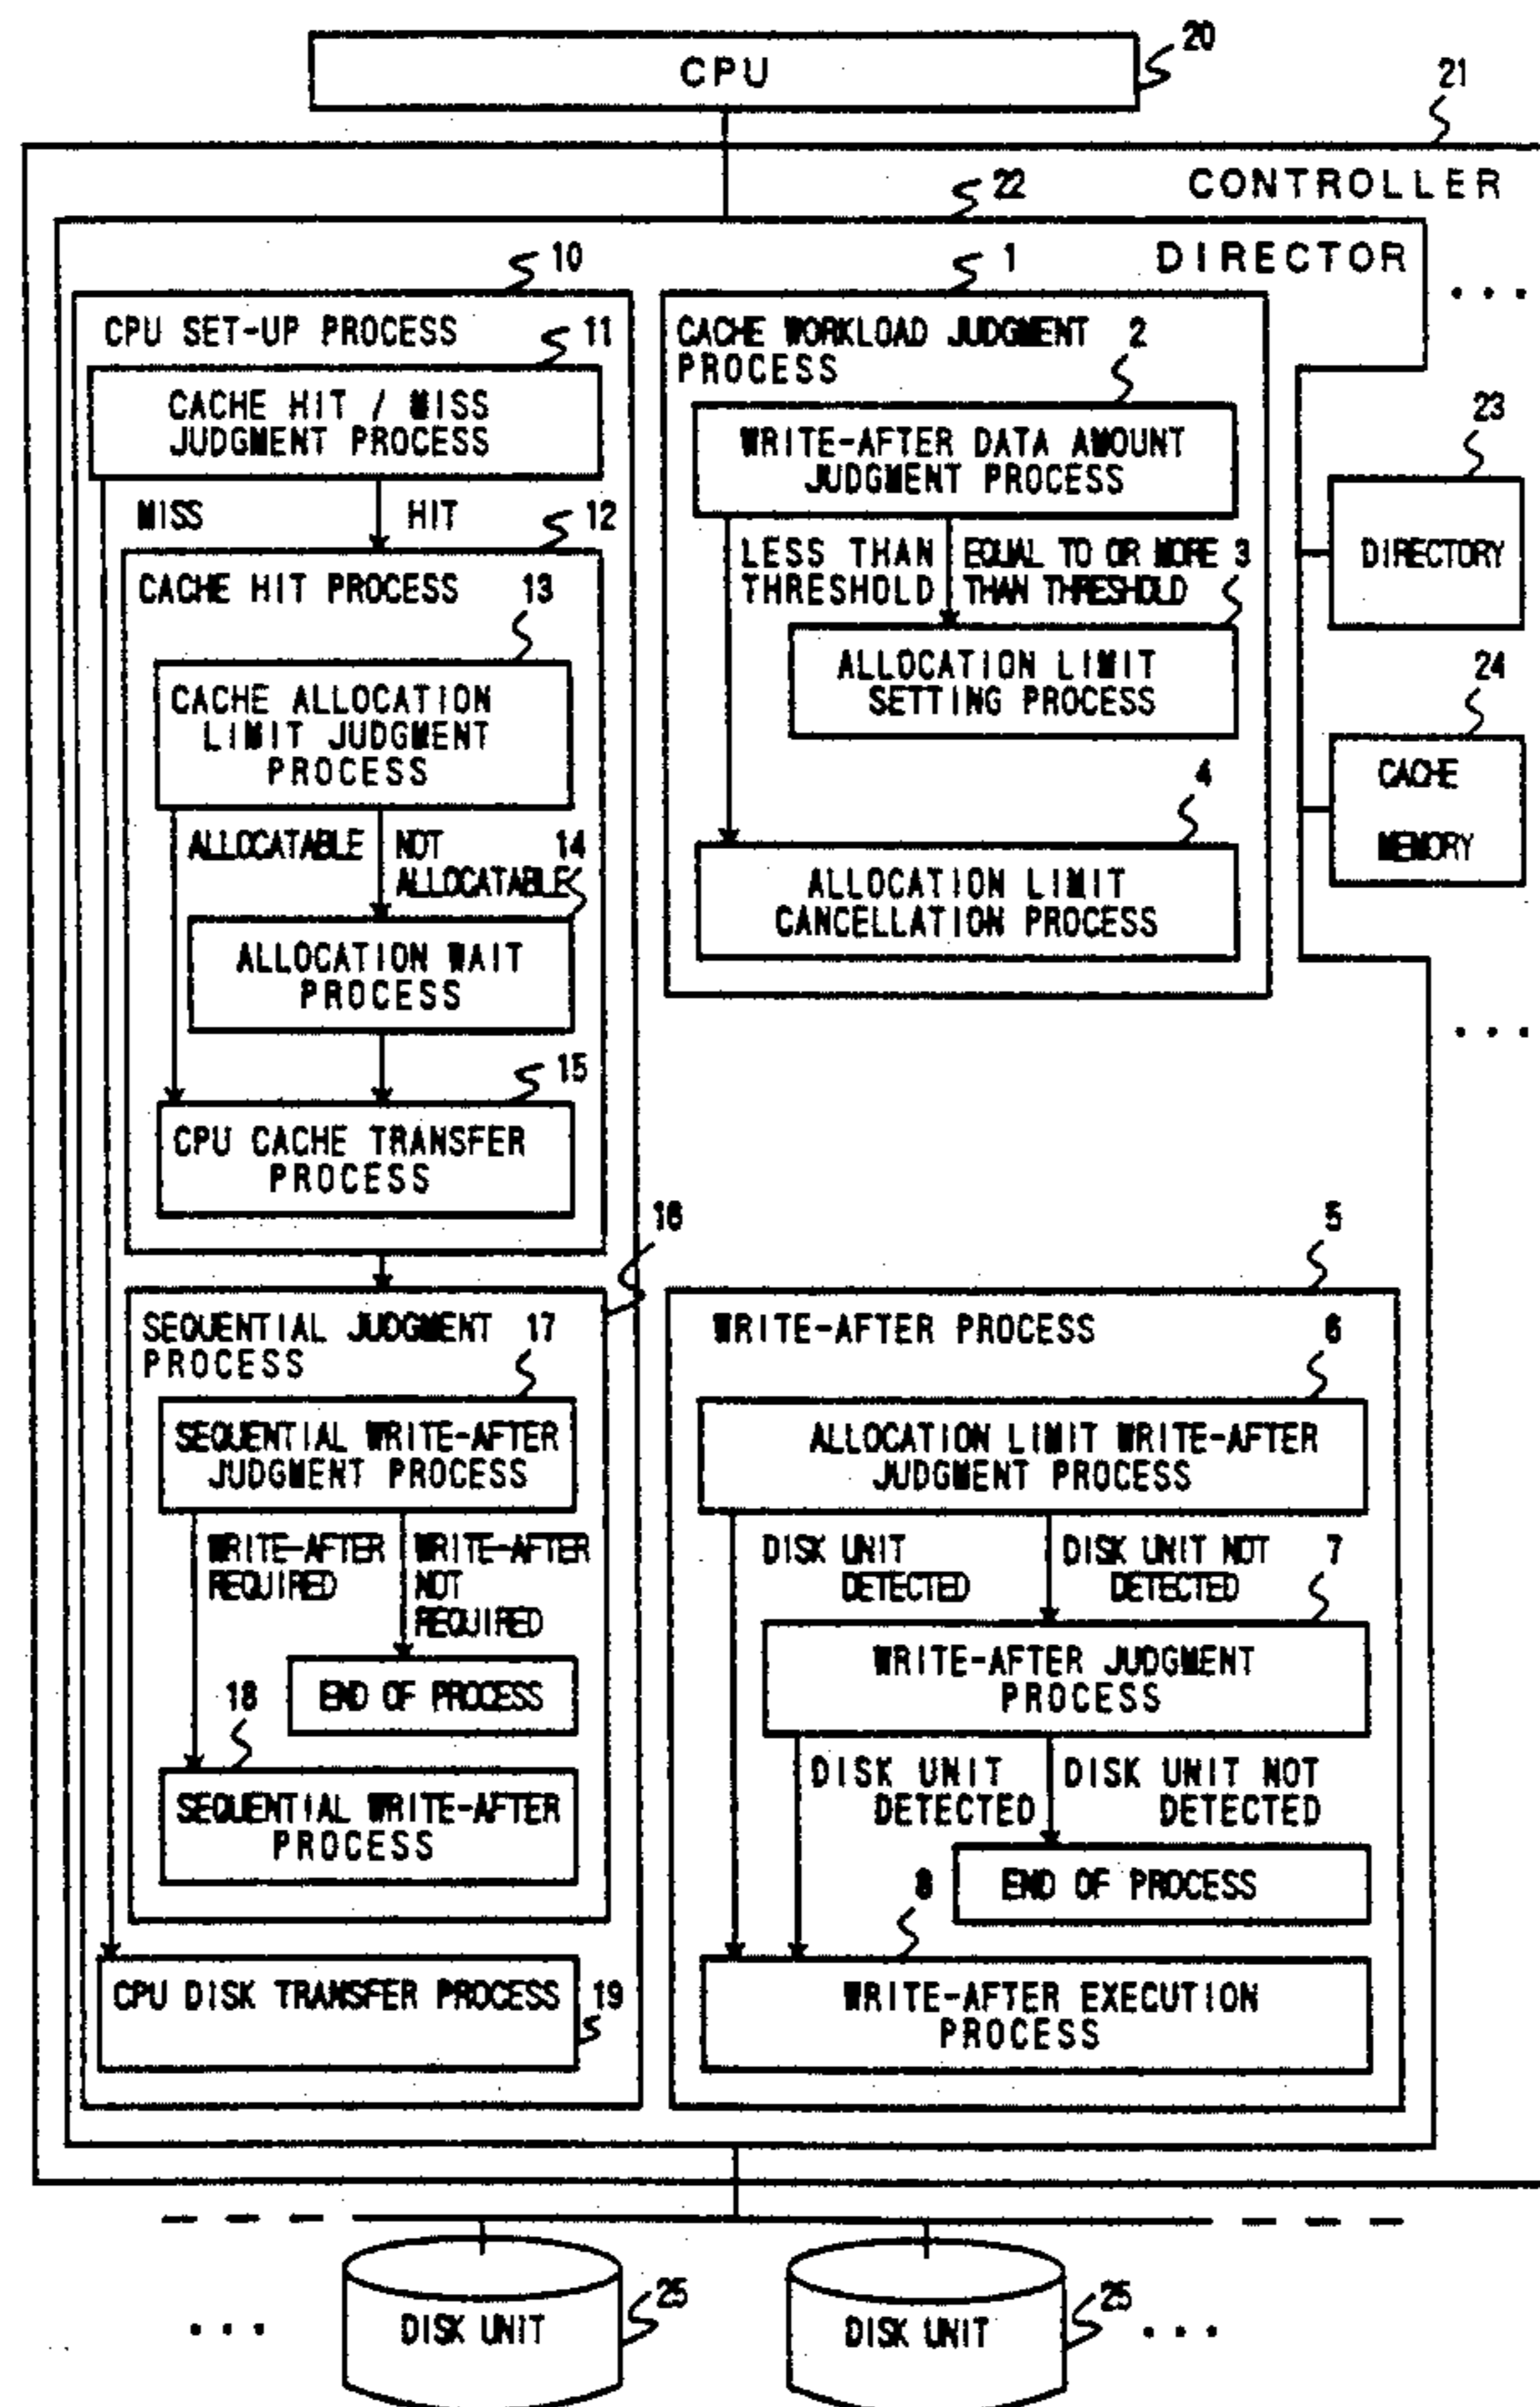 CPU
20
21
CONTROLLER
22
DIRECTOR
10
1
CPU SET-UP PROCESS
11
CACHE HIT / MISS
JUDGMENT PROCESS
MISS
HIT
12
CACHE HIT PROCESS
13
CACHE ALLOCATION
LIMIT JUDGMENT
PROCESS
ALLOCATABLE
NOT
ALLOCATABLE
14
ALLOCATION WAIT
PROCESS
15
CPU CACHE TRANSFER
PROCESS
16
SEQUENTIAL JUDGMENT
PROCESS
17
SEQUENTIAL WRITE-AFTER
JUDGMENT PROCESS
WRITE-AFTER
REQUIRED
WRITE-AFTER
NOT
REQUIRED
END OF PROCESS
18
SEQUENTIAL WRITE-AFTER
PROCESS
CPU DISK TRANSFER PROCESS
19
CACHE WORKLOAD JUDGMENT
PROCESS
2
WRITE-AFTER DATA AMOUNT
JUDGMENT PROCESS
LESS THAN
THRESHOLD
EQUAL TO OR MORE
THAN THRESHOLD
3
ALLOCATION LIMIT
SETTING PROCESS
4
ALLOCATION LIMIT
CANCELLATION PROCESS
• • •
23
DIRECTORY
24
CACHE
MEMORY
• • •
5
WRITE-AFTER PROCESS
6
ALLOCATION LIMIT WRITE-AFTER
JUDGMENT PROCESS
DISK UNIT
DETECTED
DISK UNIT NOT
DETECTED
7
WRITE-AFTER JUDGMENT
PROCESS
DISK UNIT
DETECTED
DISK UNIT NOT
DETECTED
END OF PROCESS
8
WRITE-AFTER EXECUTION
PROCESS
• • •
DISK UNIT
25
DISK UNIT
25
• • •